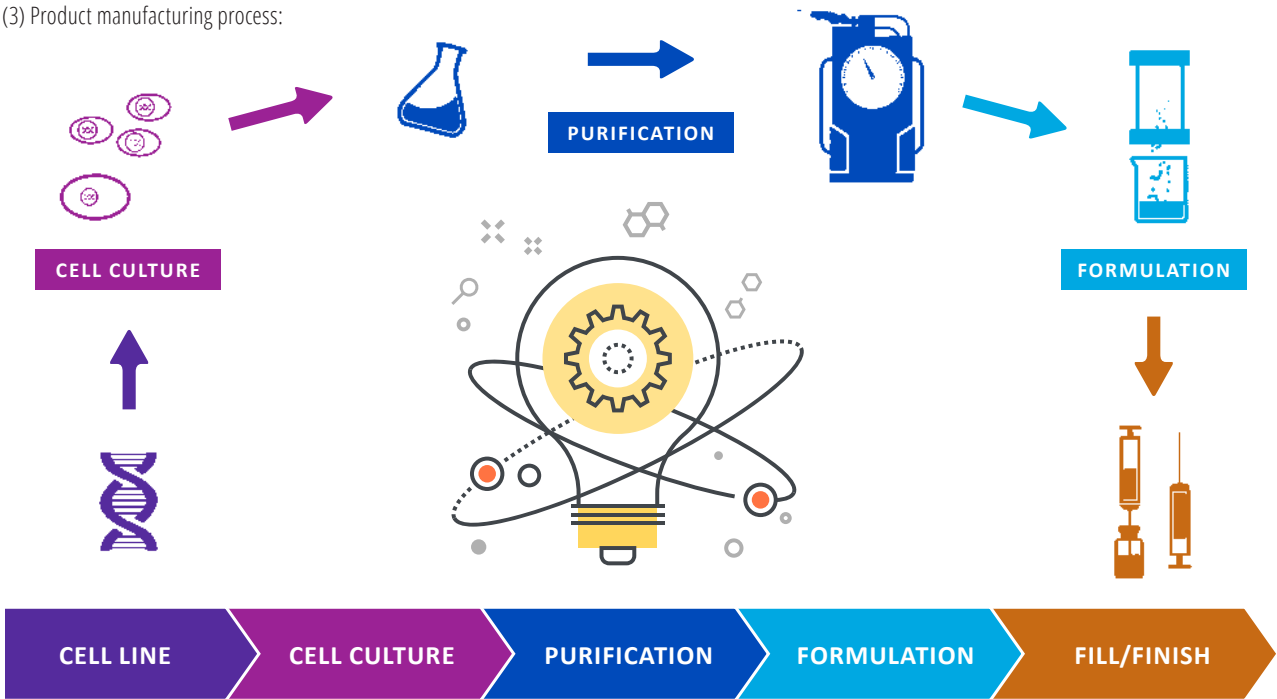 (3) Product manufacturing process:
PURIFICATION
CELL CULTURE
FORMULATION
CELL LINE
CELL CULTURE
PURIFICATION
FORMULATION
FILL/FINISH